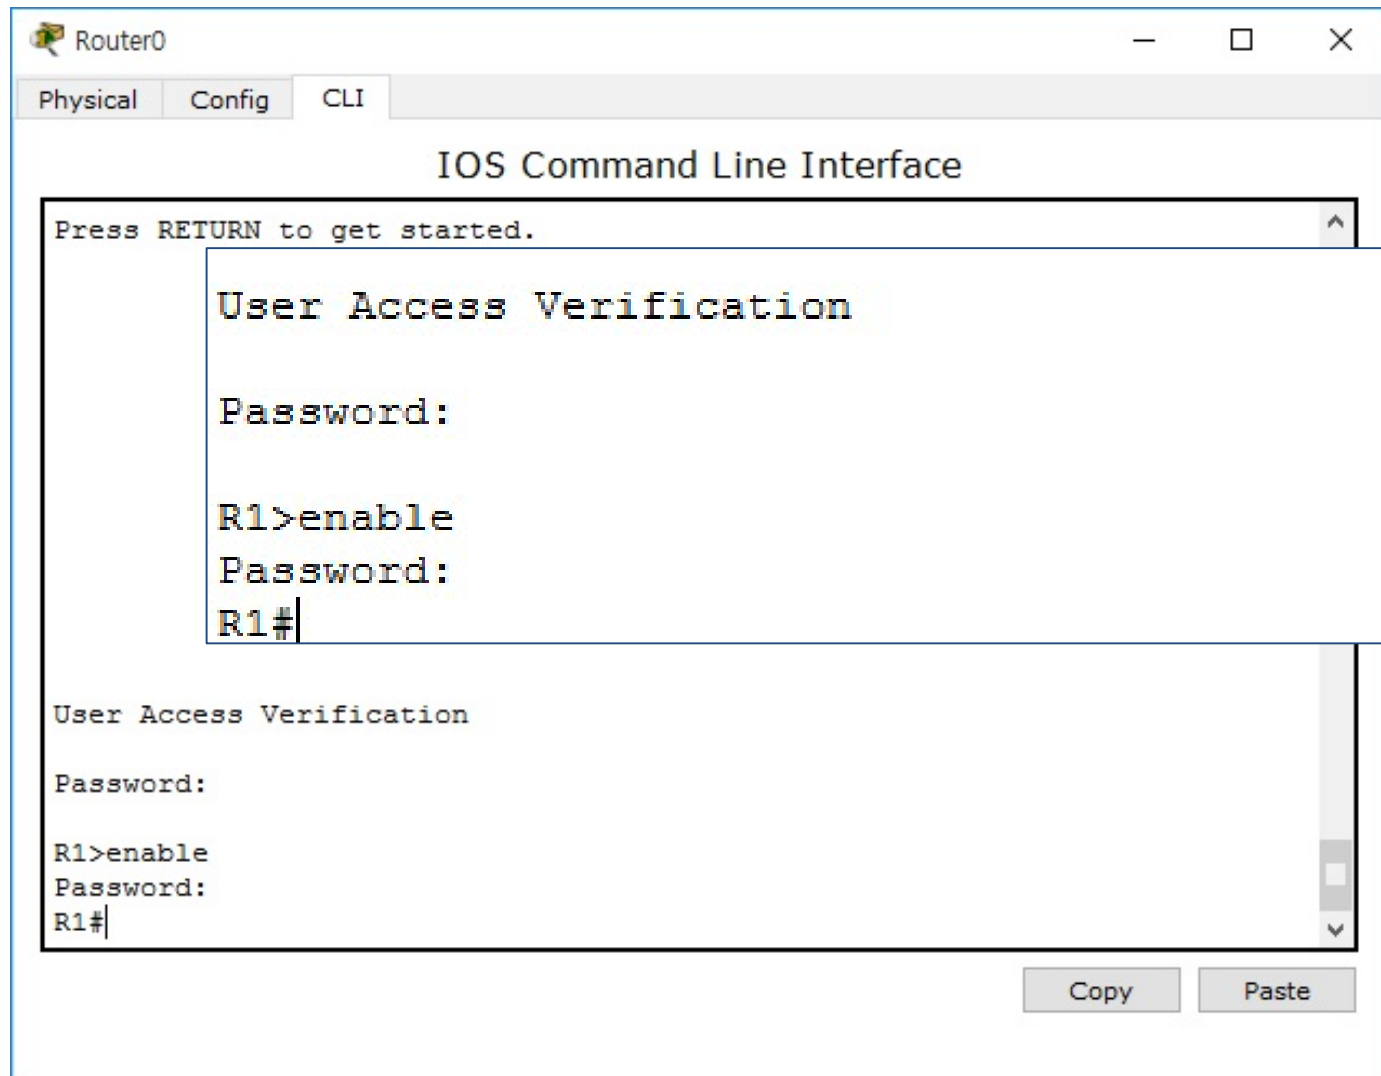 Router0
Physical Config CLI
IOS Command Line Interface
Press RETURN to get started.
User Access Verification
Password:
R1>enable
Password:
R1#
User Access Verification
Password:
R1>enable
Password:
R1#
Copy Paste